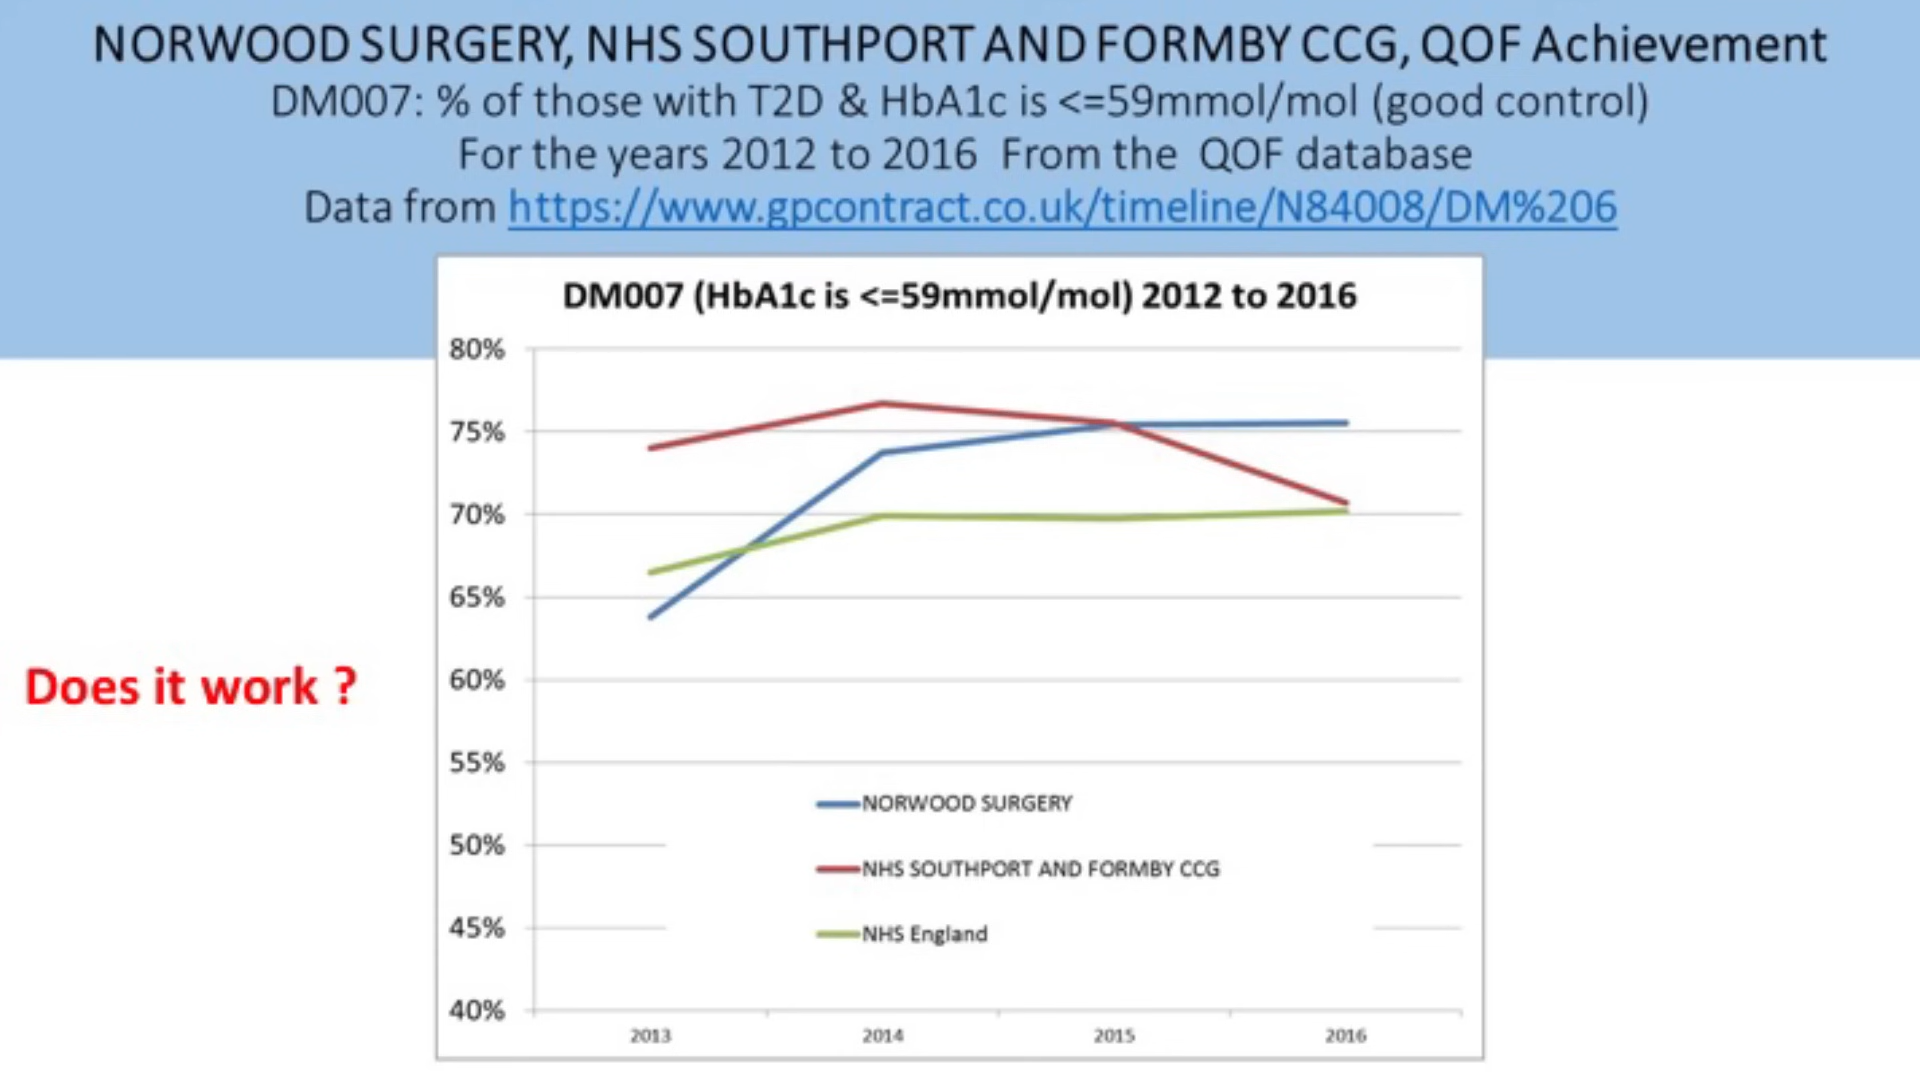 NORWOOD SURGERY, NHS SOUTHPORT AND FORMBY CCG, QOF Achievement
DM007: % of those with T2D & HbA1c is <=59mmol/mol (good control)
For the years 2012 to 2016 From the QOF database
Data from https://www.gpcontract.co.uk/timeline/N84008/DM%206
DM007 (HbA1c is <=59mmol/mol) 2012 to 2016
80%
75%
70%
65%
60%
55%
50%
45%
40%
Does it work ?
NORWOOD SURGERY
NHS SOUTHPORT AND FORMBY CCG
NHS England
2013 2014 2015 2016